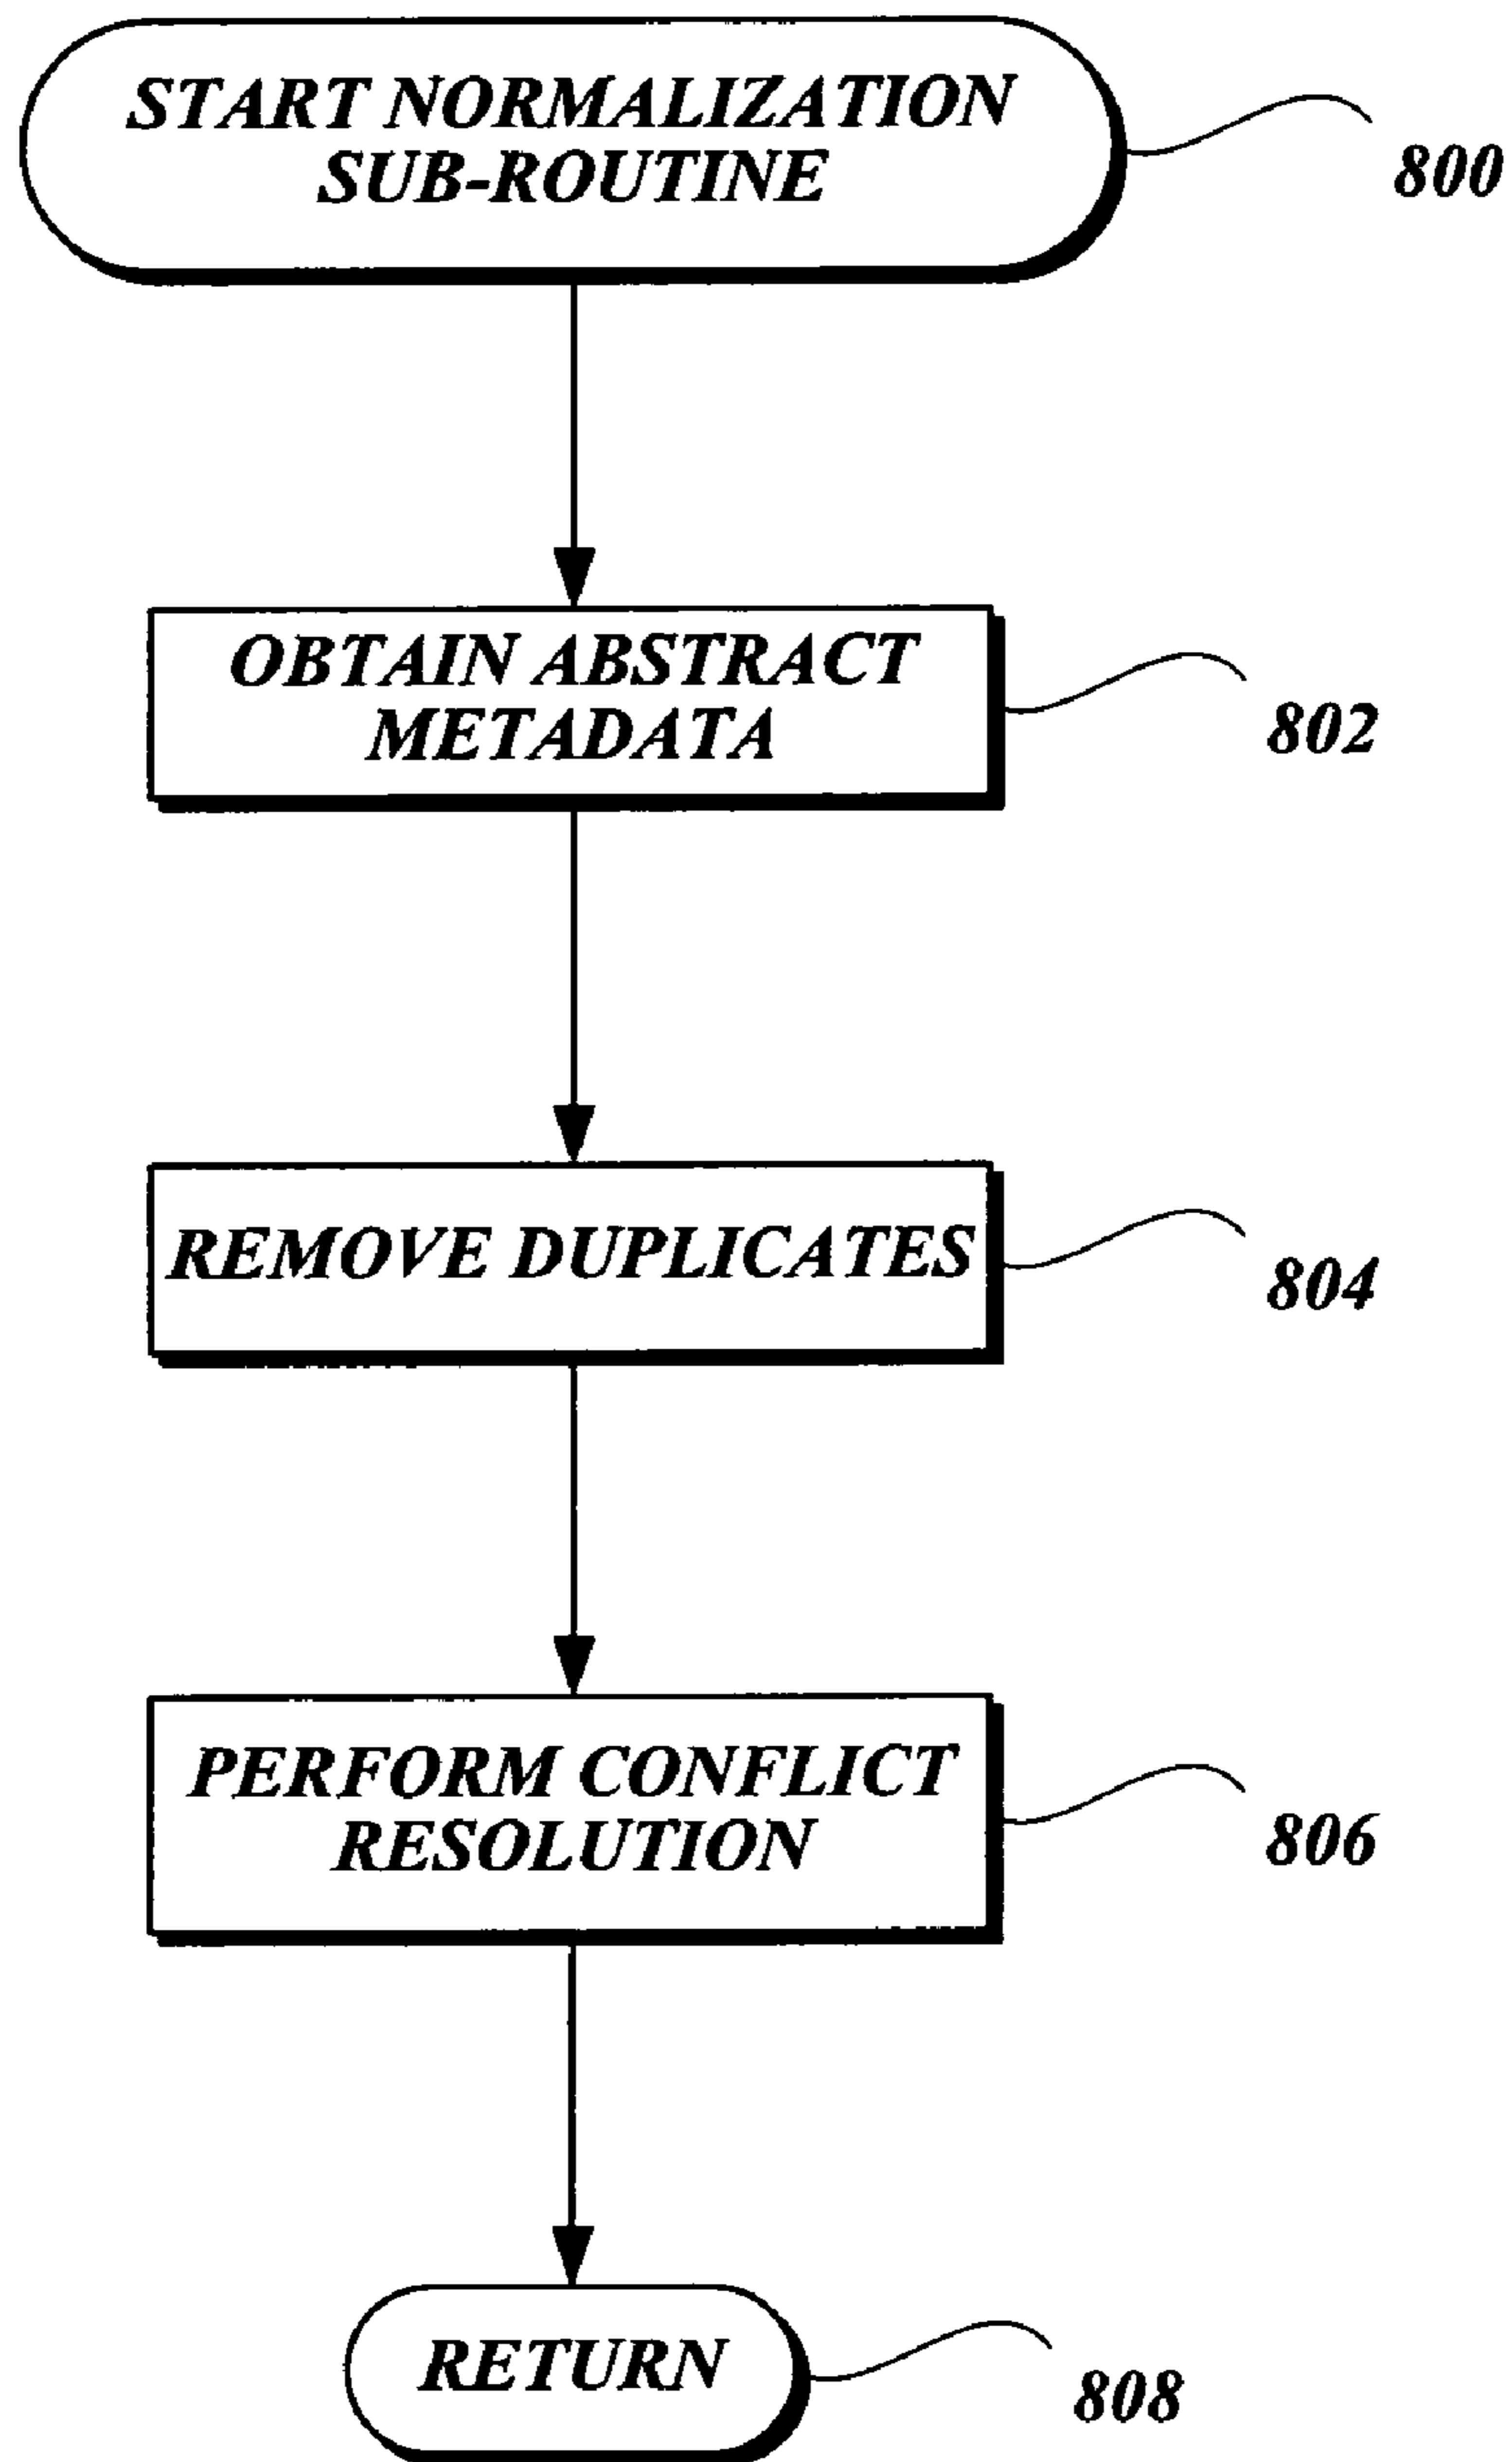 START NORMALIZATION
SUB-ROUTINE
800
OBTAIN ABSTRACT
METADATA
802
REMOVE DUPLICATES
804
PERFORM CONFLICT
RESOLUTION
806
RETURN
808